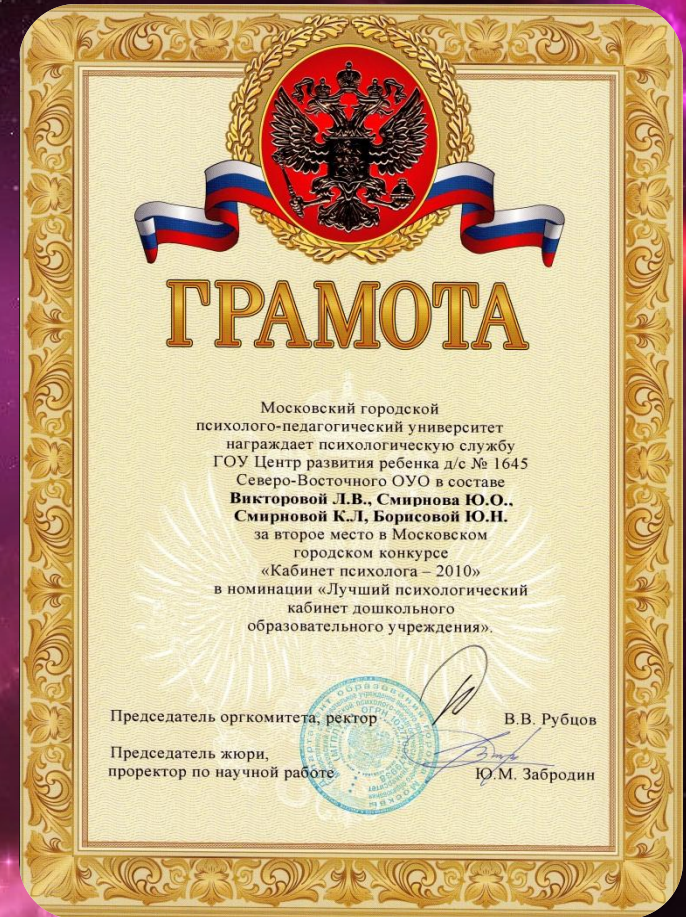 ГРАМОТА
Московский городской
психолого-педагогический университет
награждает психологическую службу
ГОУ Центр развития ребенка д/с № 1645
Северо-Восточного ОУО в составе
Викторовой Л.В., Смирнова Ю.О.,
Смирновой К.Л, Борисовой Ю.Н.
за второе место в Московском
городском конкурсе
«Кабинет психолога – 2010»
в номинации «Лучший психологический
кабинет дошкольного
образовательного учреждения».
Председатель оргкомитета, ректор В.В. Рубцов
Председатель жюри,
проректор по научной работе Ю.М. Забродин